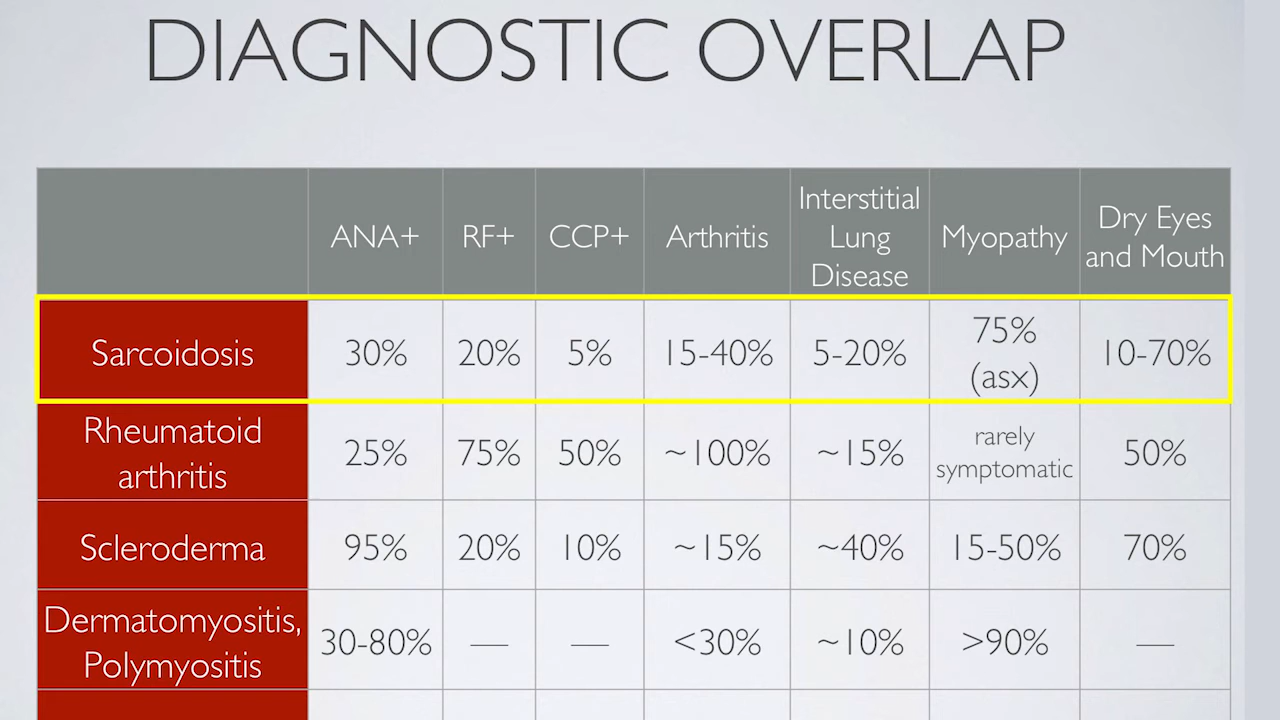 DIAGNOSTIC OVERLAP
ANA+ RF+ CCP+ Arthritis Interstitial Lung Disease Myopathy Dry Eyes and Mouth
Sarcoidosis 30% 20% 5% 15-40% 5-20% 75% (asx) 10-70%
Rheumatoid arthritis 25% 75% 50% ~100% ~15% rarely symptomatic 50%
Scleroderma 95% 20% 10% ~15% ~40% 15-50% 70%
Dermatomyositis, Polymyositis 30-80% — — <30% ~10% >90% —